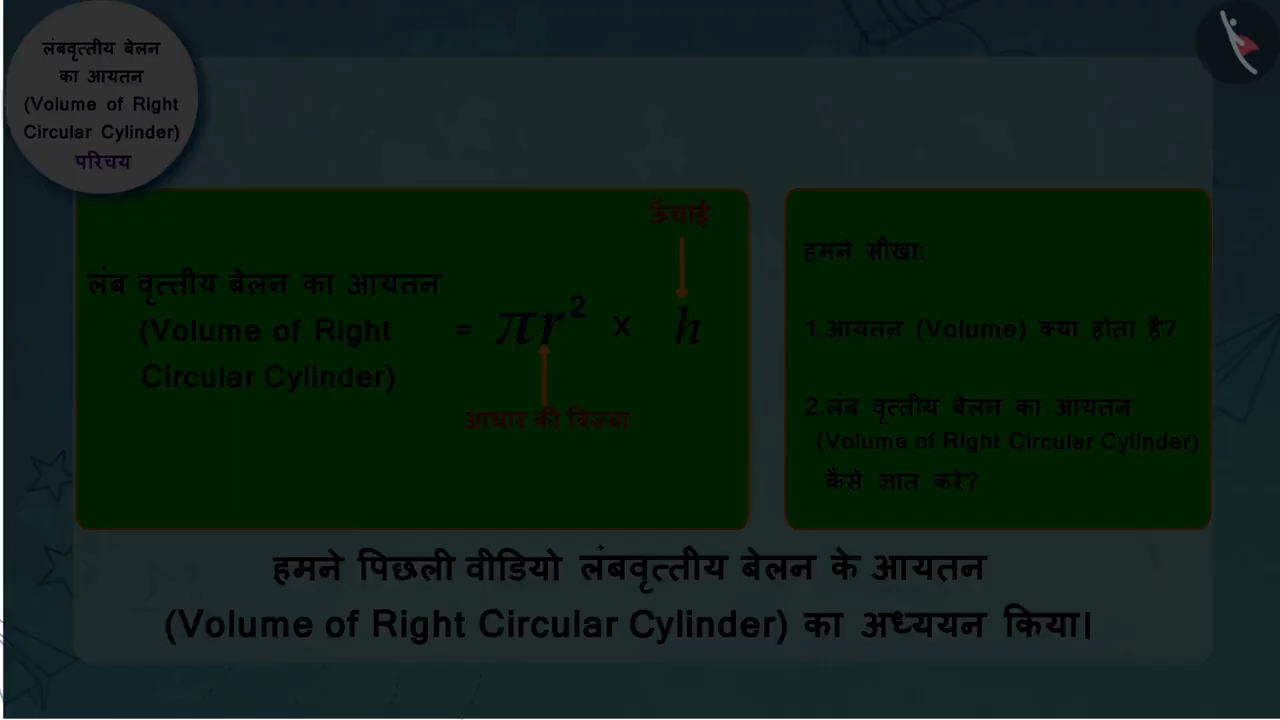 लंबवृत्तीय बेलन
का आयतन
(Volume of Right
Circular Cylinder)
परिचय
ऊँचाई
लंब वृत्तीय बेलन का आयतन
(Volume of Right
Circular Cylinder)
= πr² x h
आधार की त्रिज्या
हमने सीखा:
1.आयतन (Volume) क्या होता है?
2.लंब वृत्तीय बेलन का आयतन
(Volume of Right Circular Cylinder)
कैसे ज्ञात करें?
हमने पिछली वीडियो लंबवृत्तीय बेलन के आयतन
(Volume of Right Circular Cylinder) का अध्ययन किया।